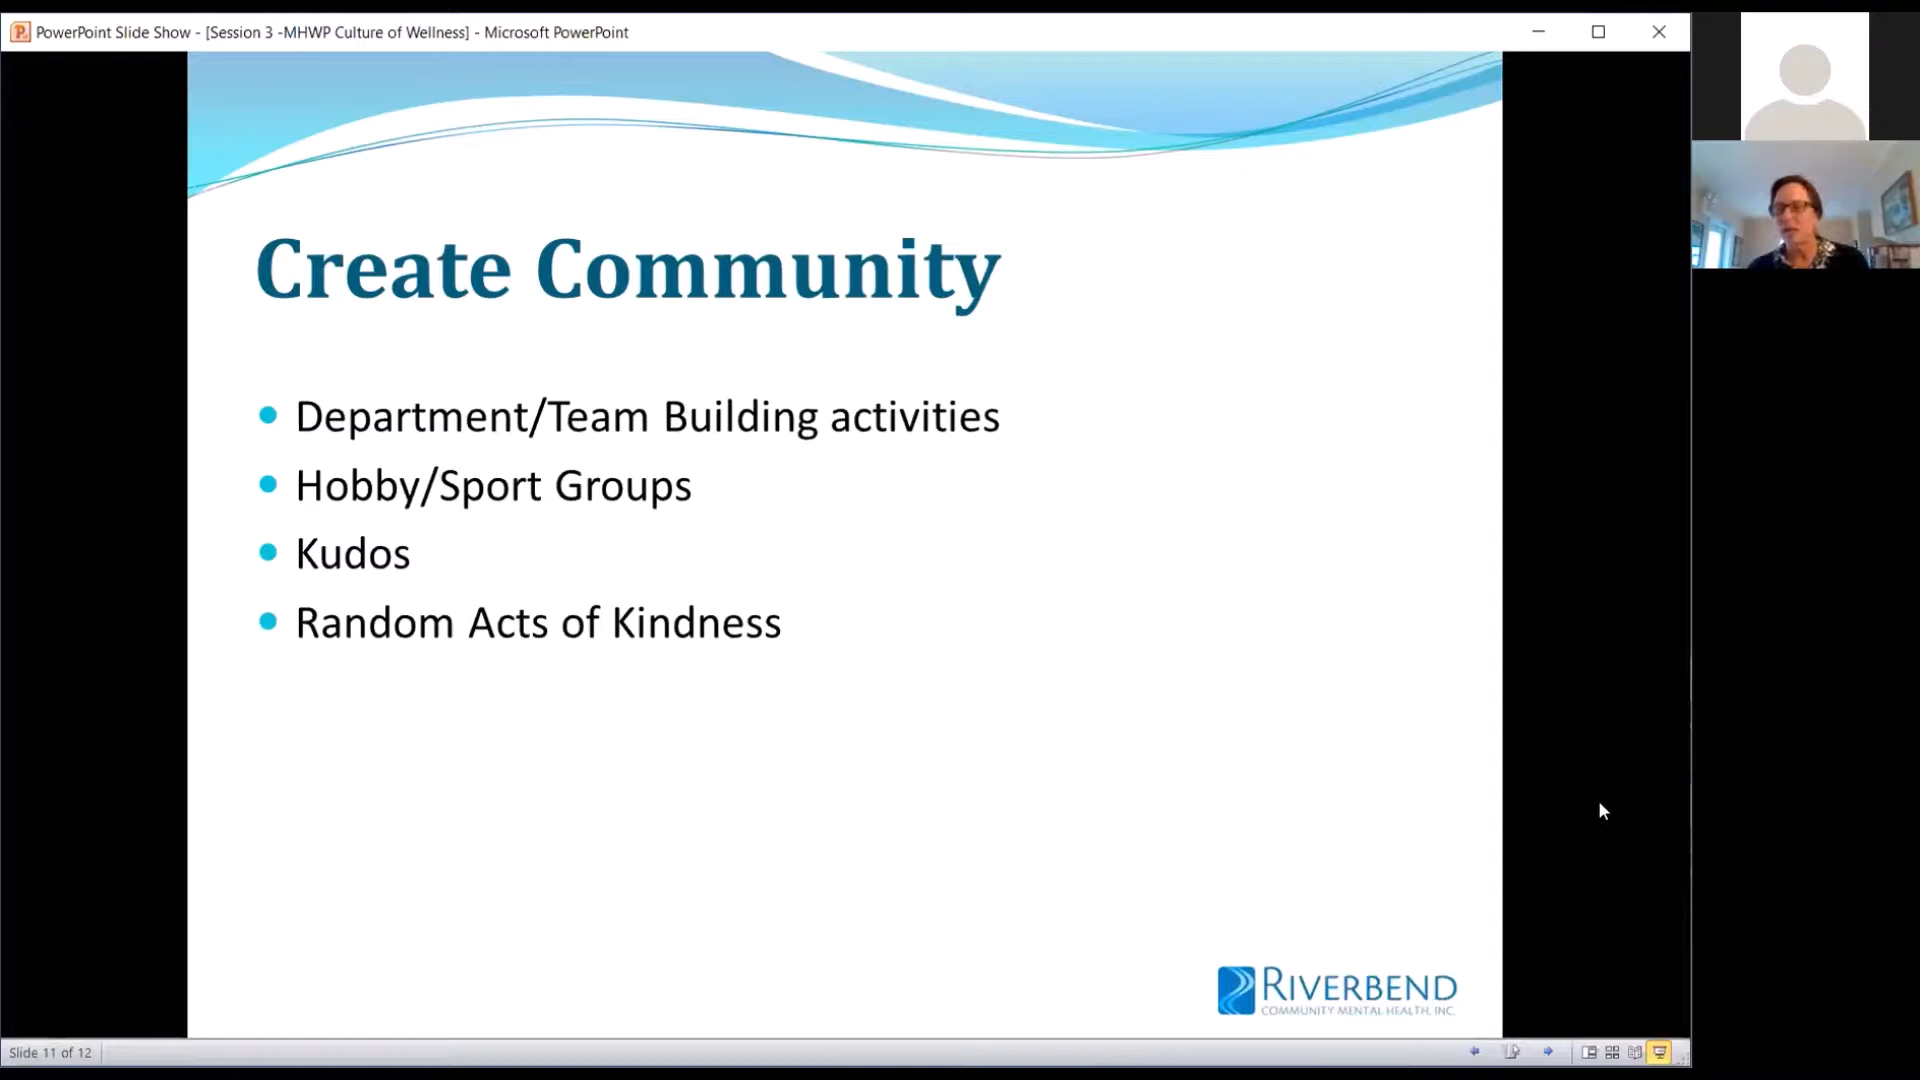 PowerPoint Slide Show - [Session 3 -MHWP Culture of Wellness] - Microsoft PowerPoint
Create Community
Department/Team Building activities
Hobby/Sport Groups
Kudos
Random Acts of Kindness
RIVERBEND
COMMUNITY MENTAL HEALTH, INC.
Slide 11 of 12